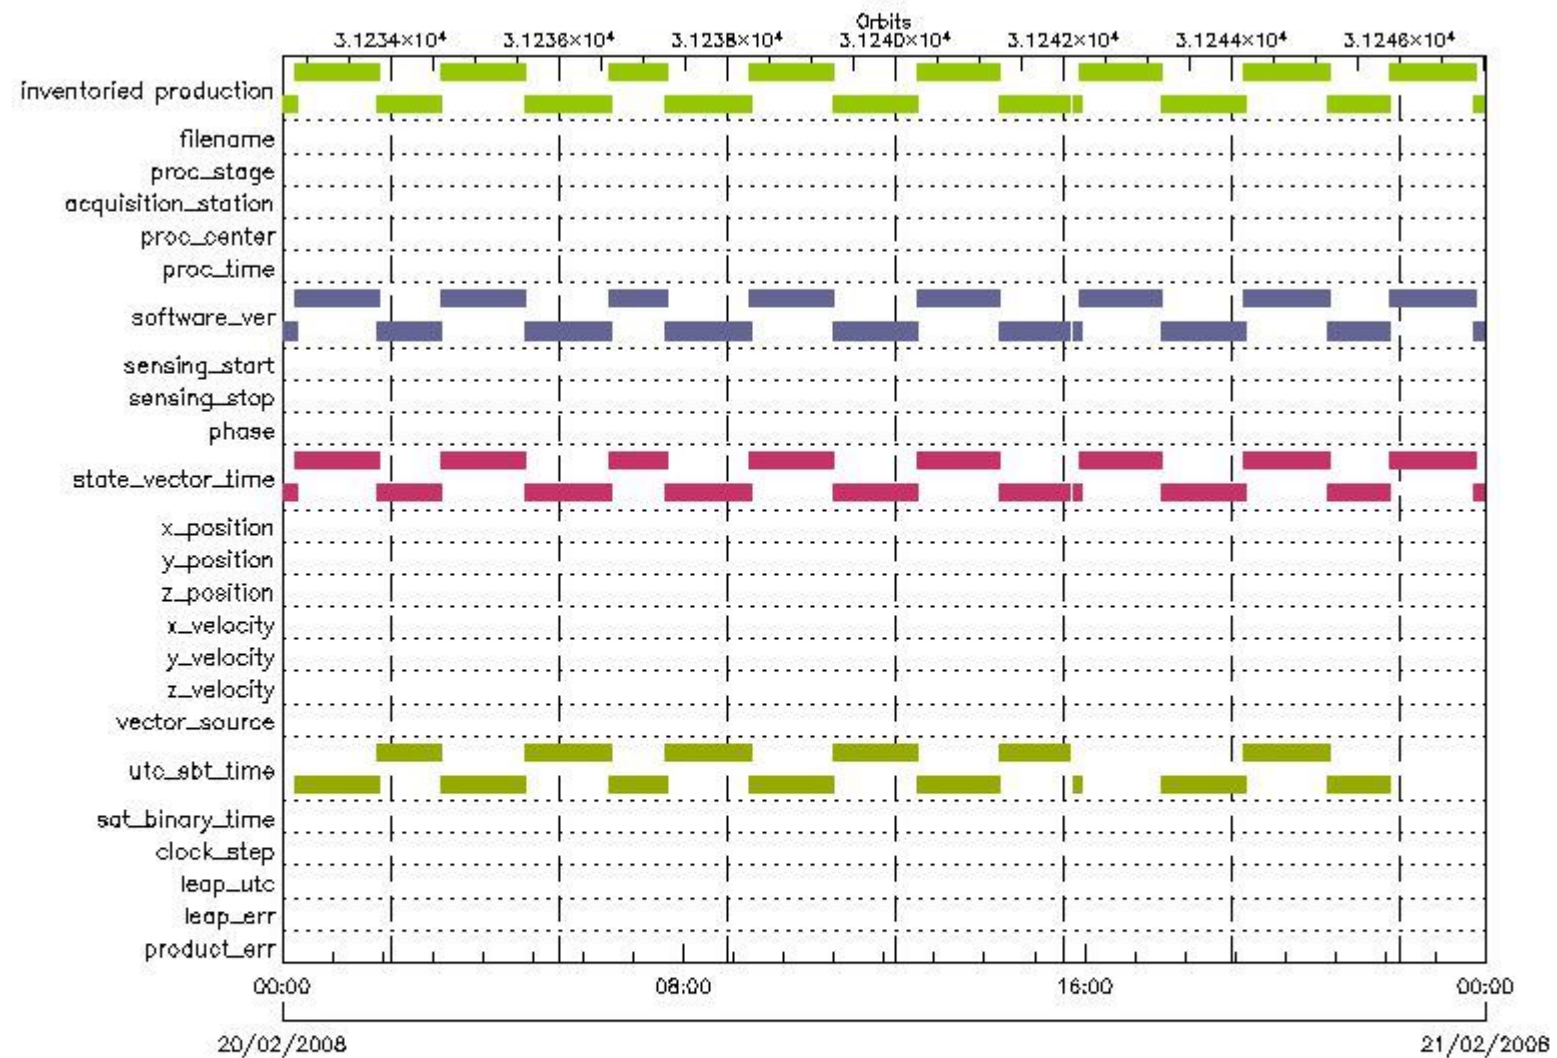 Orbits
3.1234×10⁴ 3.1236×10⁴ 3.1238×10⁴ 3.1240×10⁴ 3.1242×10⁴ 3.1244×10⁴ 3.1246×10⁴
inventoried production
filename
proc_stage
acquisition_station
proc_center
proc_time
software_ver
sensing_start
sensing_stop
phase
state_vector_time
x_position
y_position
z_position
x_velocity
y_velocity
z_velocity
vector_source
utc_sbt_time
sat_binary_time
clock_step
leap_utc
leap_err
product_err
00:00 08:00 16:00 00:00
20/02/2008 21/02/2008